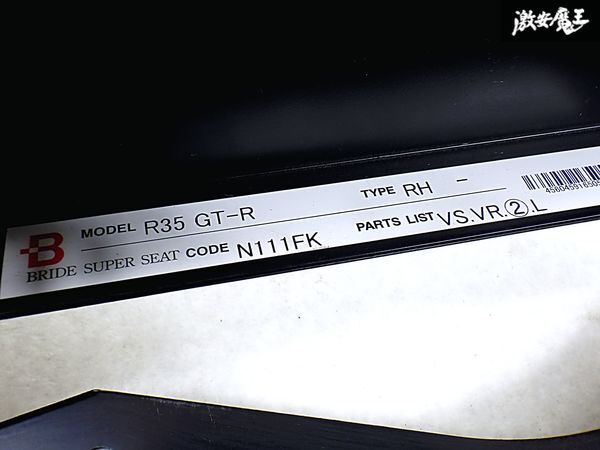 激安魔王
MODEL R35 GT-R TYPE RH -
BRIDE SUPER SEAT CODE N111FK PARTS LIST VS.VR.②.L
B